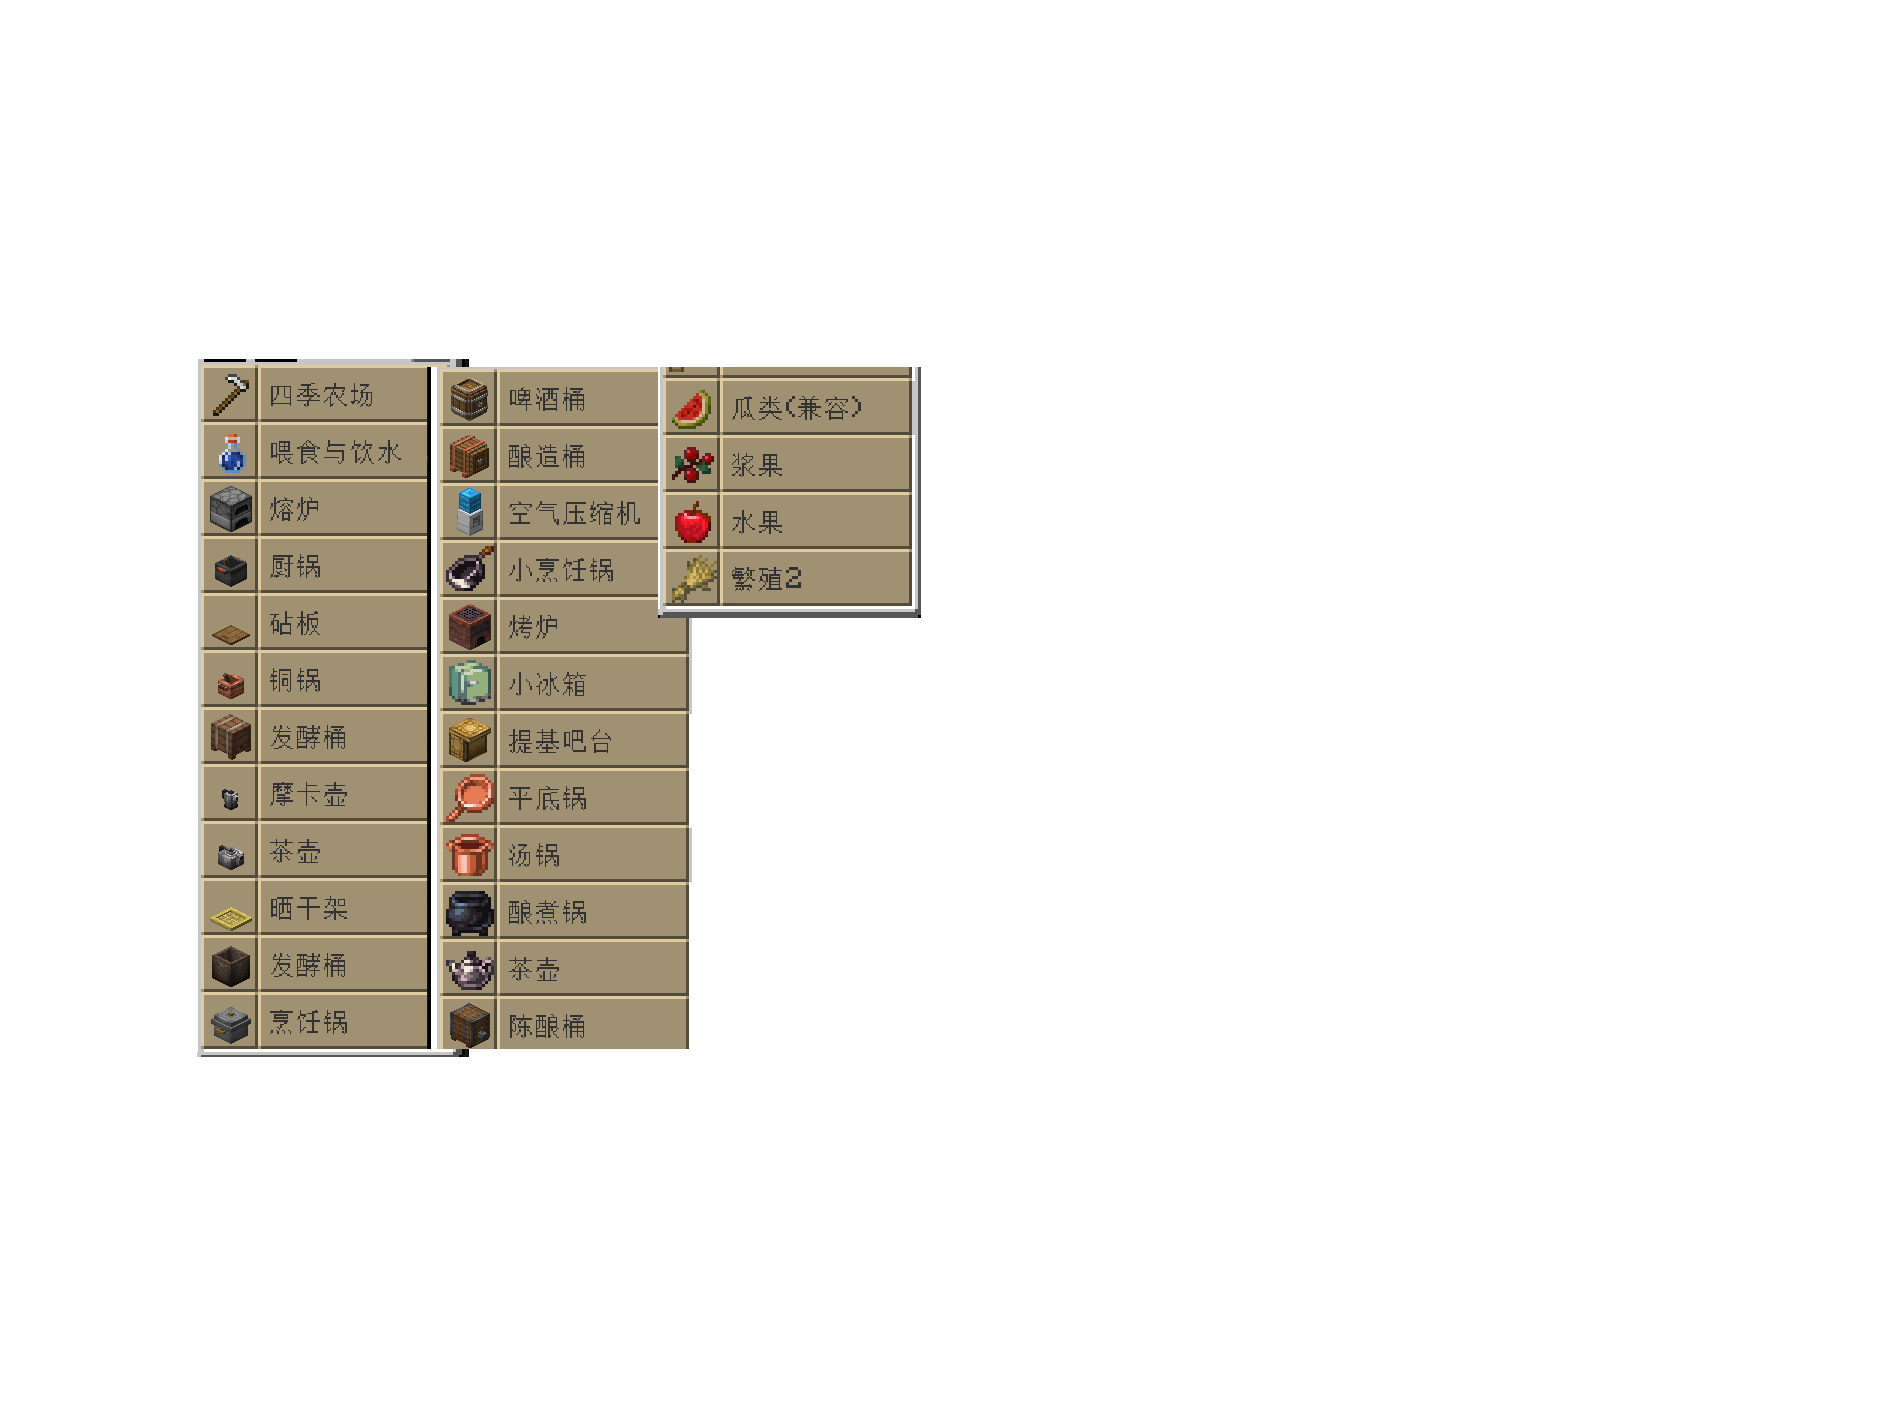 四季农场
喂食与饮水
熔炉
厨锅
砧板
铜锅
发酵桶
摩卡壶
茶壶
晒干架
发酵桶
烹饪锅
啤酒桶
酿造桶
空气压缩机
小烹饪锅
烤炉
小冰箱
提基吧台
平底锅
汤锅
酿煮锅
茶壶
陈酿桶
瓜类(兼容)
浆果
水果
繁殖2